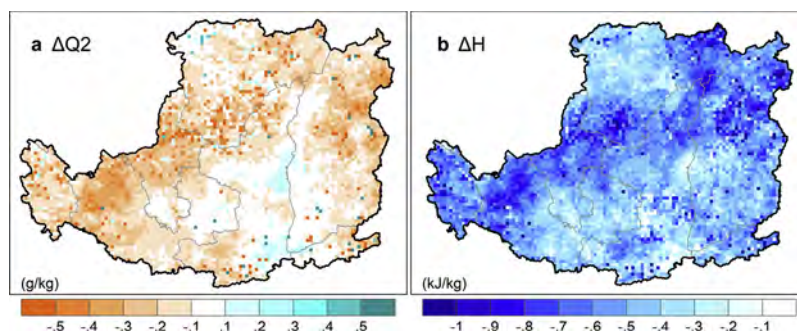 a ΔQ2
b ΔH
(g/kg)
(kJ/kg)
-.5 -.4 -.3 -.2 -.1 .1 .2 .3 .4 .5
-1 -.9 -.8 -.7 -.6 -.5 -.4 -.3 -.2 -.1